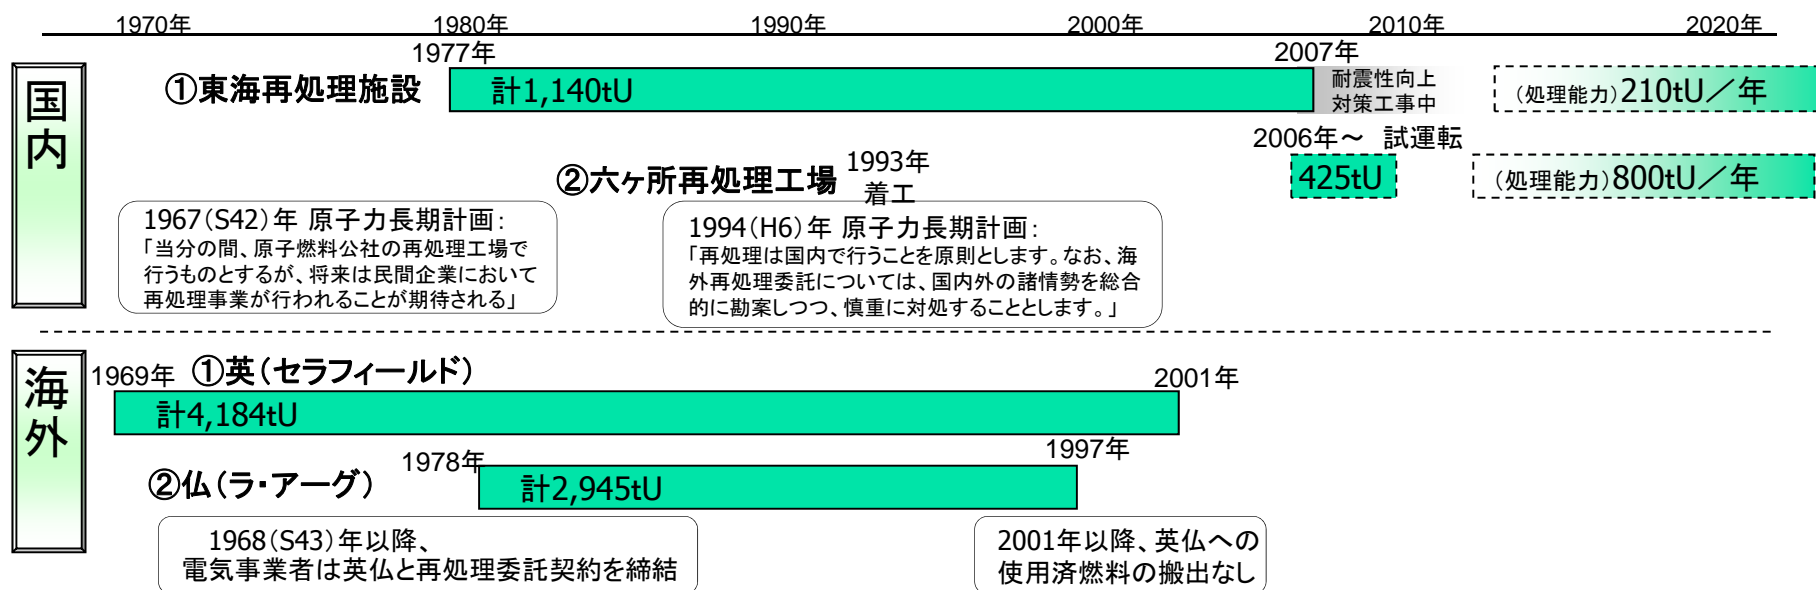 1970年 1980年 1990年 2000年 2010年 2020年
国内
1977年 2007年
①東海再処理施設 計1,140tU
耐震性向上
対策工事中
（処理能力）210tU／年
2006年～ 試運転
②六ヶ所再処理工場
1993年
着工
425tU
（処理能力）800tU／年
1967（S42）年 原子力長期計画：
「当分の間、原子燃料公社の再処理工場で
行うものとするが、将来は民間企業において
再処理事業が行われることが期待される」
1994（H6）年 原子力長期計画：
「再処理は国内で行うことを原則とします。なお、海
外再処理委託については、国内外の諸情勢を総合
的に勘案しつつ、慎重に対処することとします。」
海外
1969年 ①英（セラフィールド） 2001年
計4,184tU
1978年 1997年
②仏（ラ・アーグ） 計2,945tU
1968（S43）年以降、
電気事業者は英仏と再処理委託契約を締結
2001年以降、英仏への
使用済燃料の搬出なし